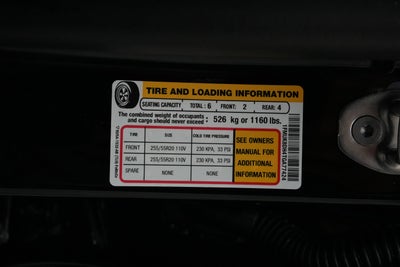 TIRE AND LOADING INFORMATION
SEATING CAPACITY TOTAL: 6 FRONT: 2 REAR: 4
The combined weight of occupants and cargo should never exceed: 526 kg or 1160 lbs.
TIRE SIZE COLD TIRE PRESSURE
FRONT 255/55R20 110V 230 KPA, 33 PSI
REAR 255/55R20 110V 230 KPA, 33 PSI
SPARE NONE NONE
SEE OWNERS
MANUAL FOR
ADDITIONAL
INFORMATION